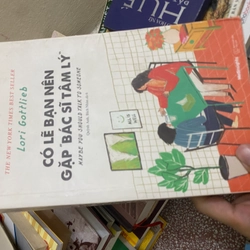 THE NEW YORK TIMES BEST SELLER
Lori Gottlieb
CÓ LẼ BẠN NÊN
GẶP BÁC SĨ TÂM LÝ
MAYBE YOU SHOULD TALK TO SOMEONE
HUẾ